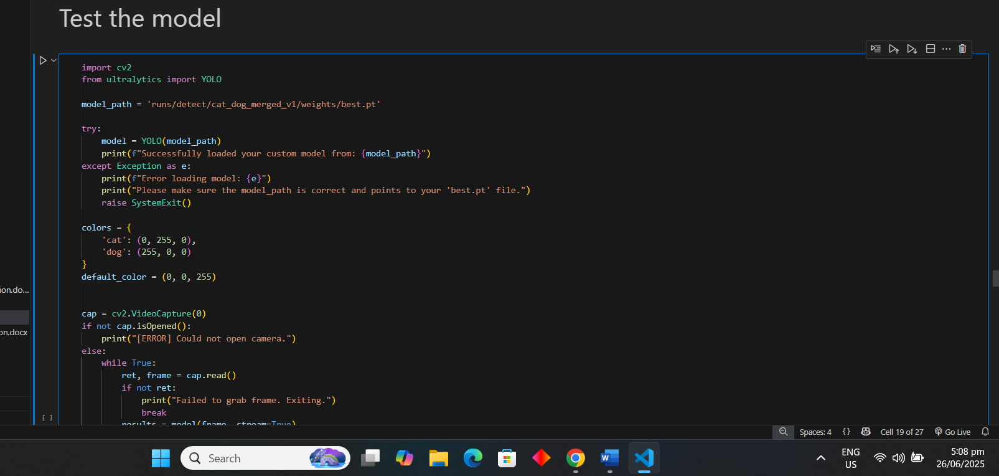 Test the model
import cv2
from ultralytics import YOLO
model_path = 'runs/detect/cat_dog_merged_v1/weights/best.pt'
try:
    model = YOLO(model_path)
    print(f"Successfully loaded your custom model from: {model_path}")
except Exception as e:
    print(f"Error loading model: {e}")
    print("Please make sure the model_path is correct and points to your 'best.pt' file.")
    raise SystemExit()
colors = {
    'cat': (0, 255, 0),
    'dog': (255, 0, 0)
}
default_color = (0, 0, 255)
ion.do...
cap = cv2.VideoCapture(0)
if not cap.isOpened():
on.docx
    print("[ERROR] Could not open camera.")
else:
    while True:
        ret, frame = cap.read()
        if not ret:
            print("Failed to grab frame. Exiting.")
            break
[ ]
        results = model(frame, stream=True)
Spaces: 4 {} Cell 19 of 27 Go Live
Search
W
ENG
US
5:08 pm
26/06/2025